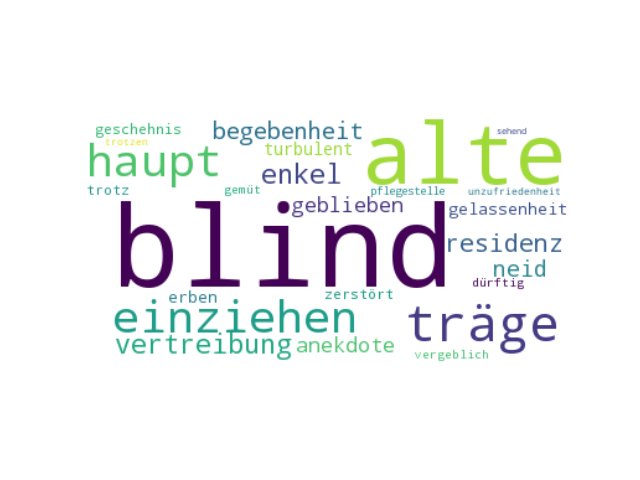 geschehnis begebenheit alte sehend
trotzen turbulent
haupt enkel
trotz gemüt pflegestelle unzufriedenheit
blind geblieben gelassenheit
residenz
neid
dürftig
erben zerstört
einziehen träge
vertreibung anekdote
vergeblich